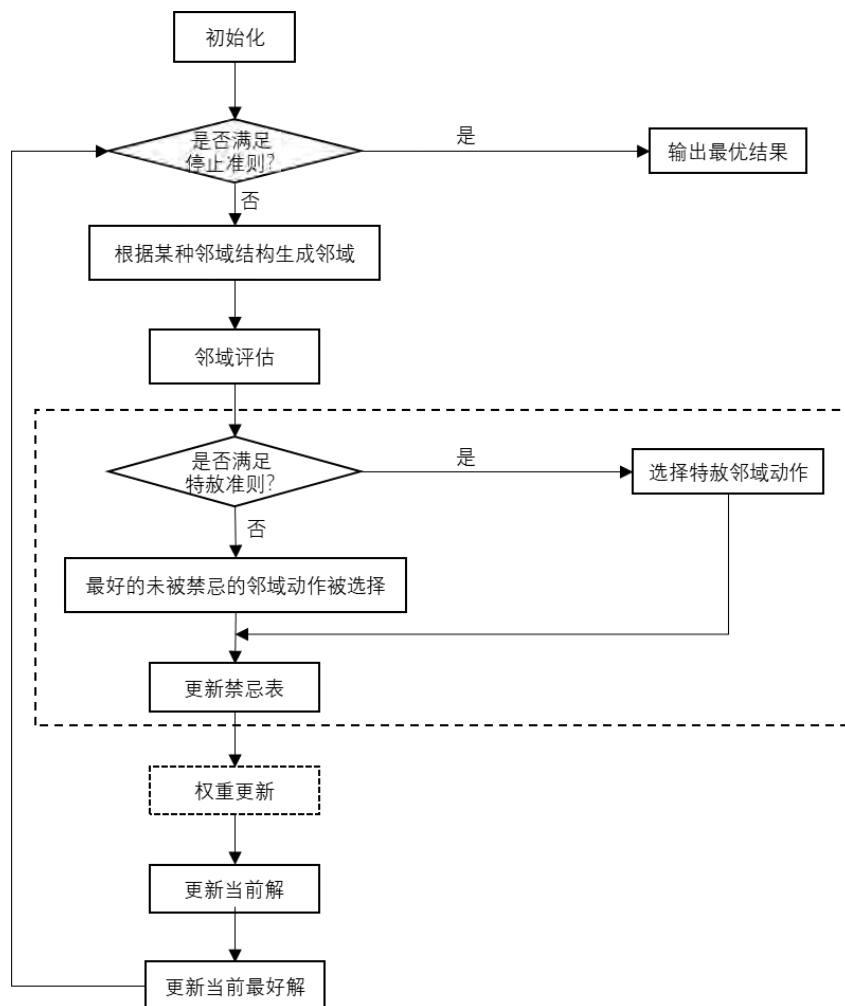 初始化
是否满足
停止准则?
是
输出最优结果
否
根据某种邻域结构生成邻域
邻域评估
是否满足
特赦准则?
是
选择特赦邻域动作
否
最好的未被禁忌的邻域动作被选择
更新禁忌表
权重更新
更新当前解
更新当前最好解